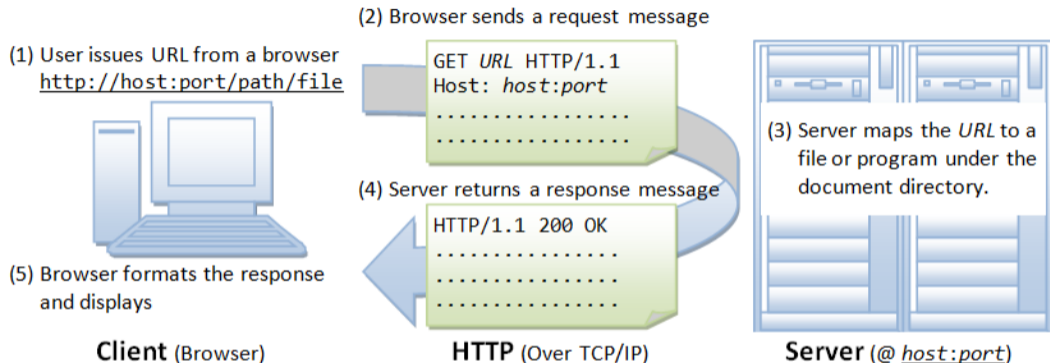 (2) Browser sends a request message
(1) User issues URL from a browser
http://host:port/path/file
GET URL HTTP/1.1
Host: host:port
.................
.................
(3) Server maps the URL to a
file or program under the
document directory.
(4) Server returns a response message
HTTP/1.1 200 OK
................
................
................
(5) Browser formats the response
and displays
Client (Browser)
HTTP (Over TCP/IP)
Server (@ host:port)